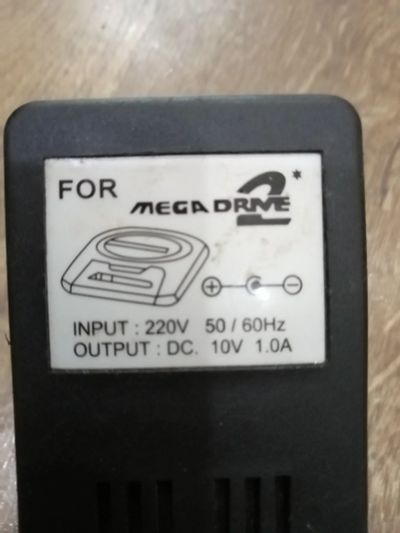 FOR MEGA DRIVE 2*
INPUT : 220V 50 / 60Hz
OUTPUT : DC. 10V 1.0A